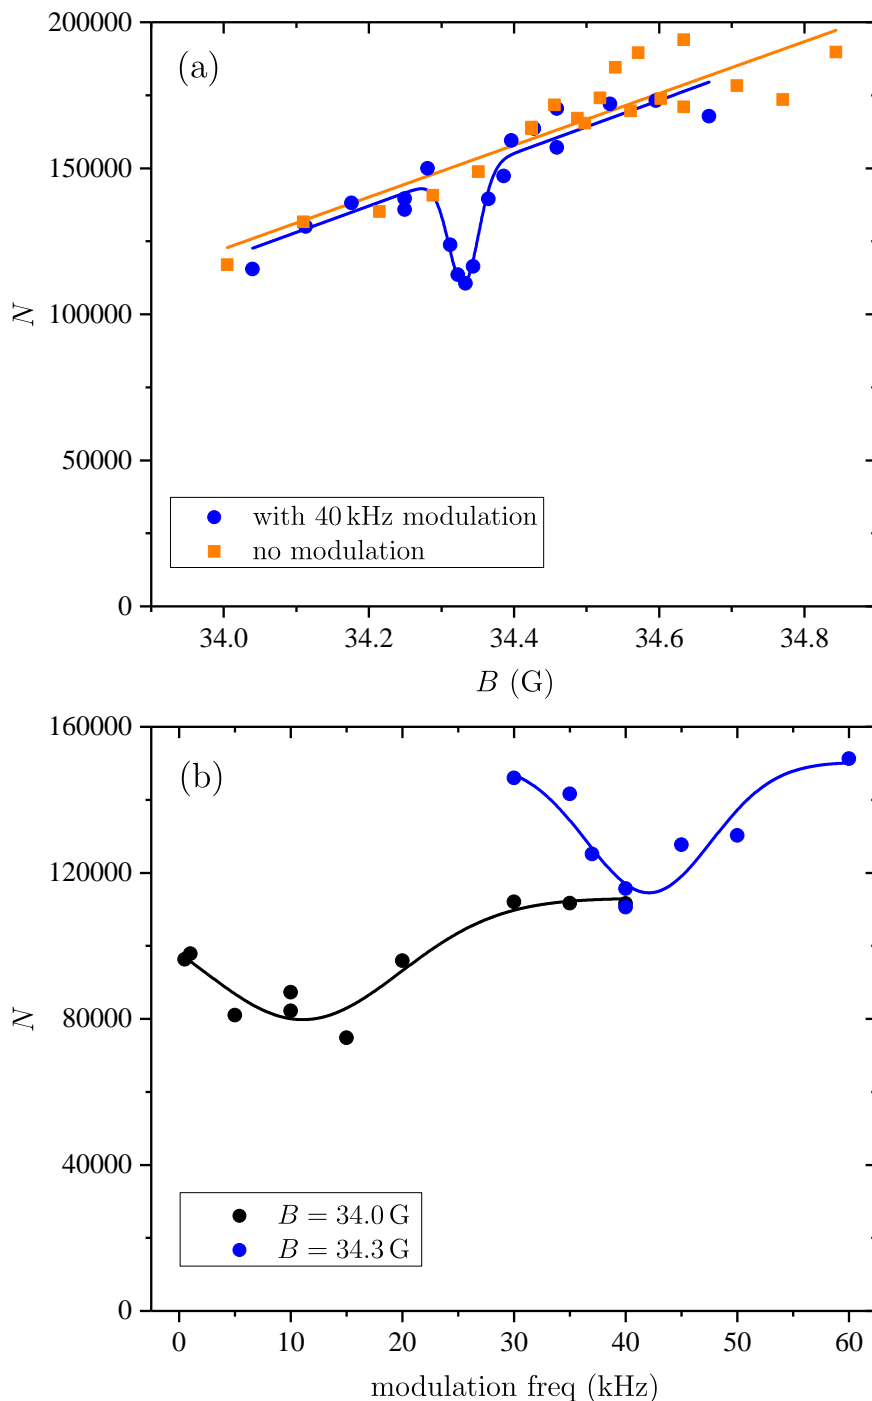 (a)
200000
150000
100000
50000
0
N
with 40 kHz modulation
no modulation
34.0 34.2 34.4 34.6 34.8
B (G)
(b)
160000
120000
80000
40000
0
N
B = 34.0 G
B = 34.3 G
0 10 20 30 40 50 60
modulation freq (kHz)